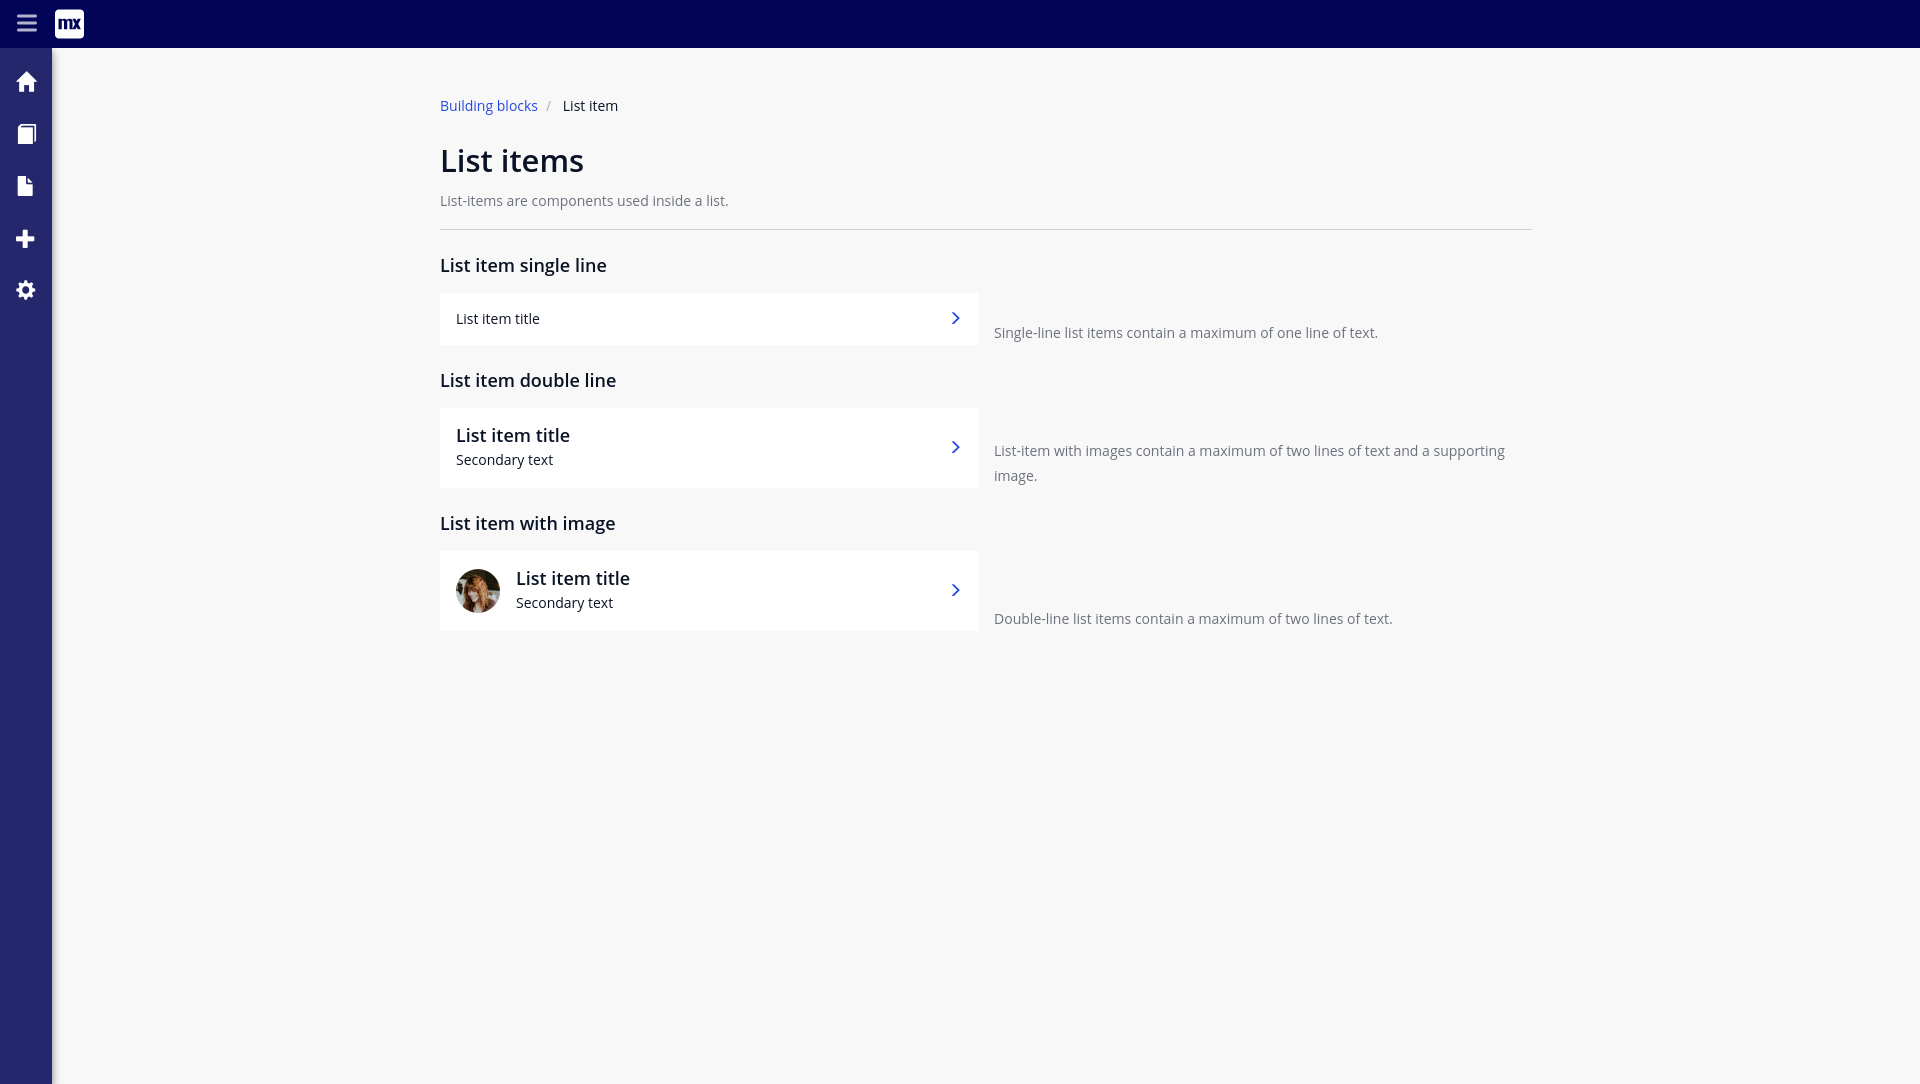 mx
Building blocks / List item
List items
List-items are components used inside a list.
List item single line
List item title
Single-line list items contain a maximum of one line of text.
List item double line
List item title
Secondary text
List-item with images contain a maximum of two lines of text and a supporting
image.
List item with image
List item title
Secondary text
Double-line list items contain a maximum of two lines of text.